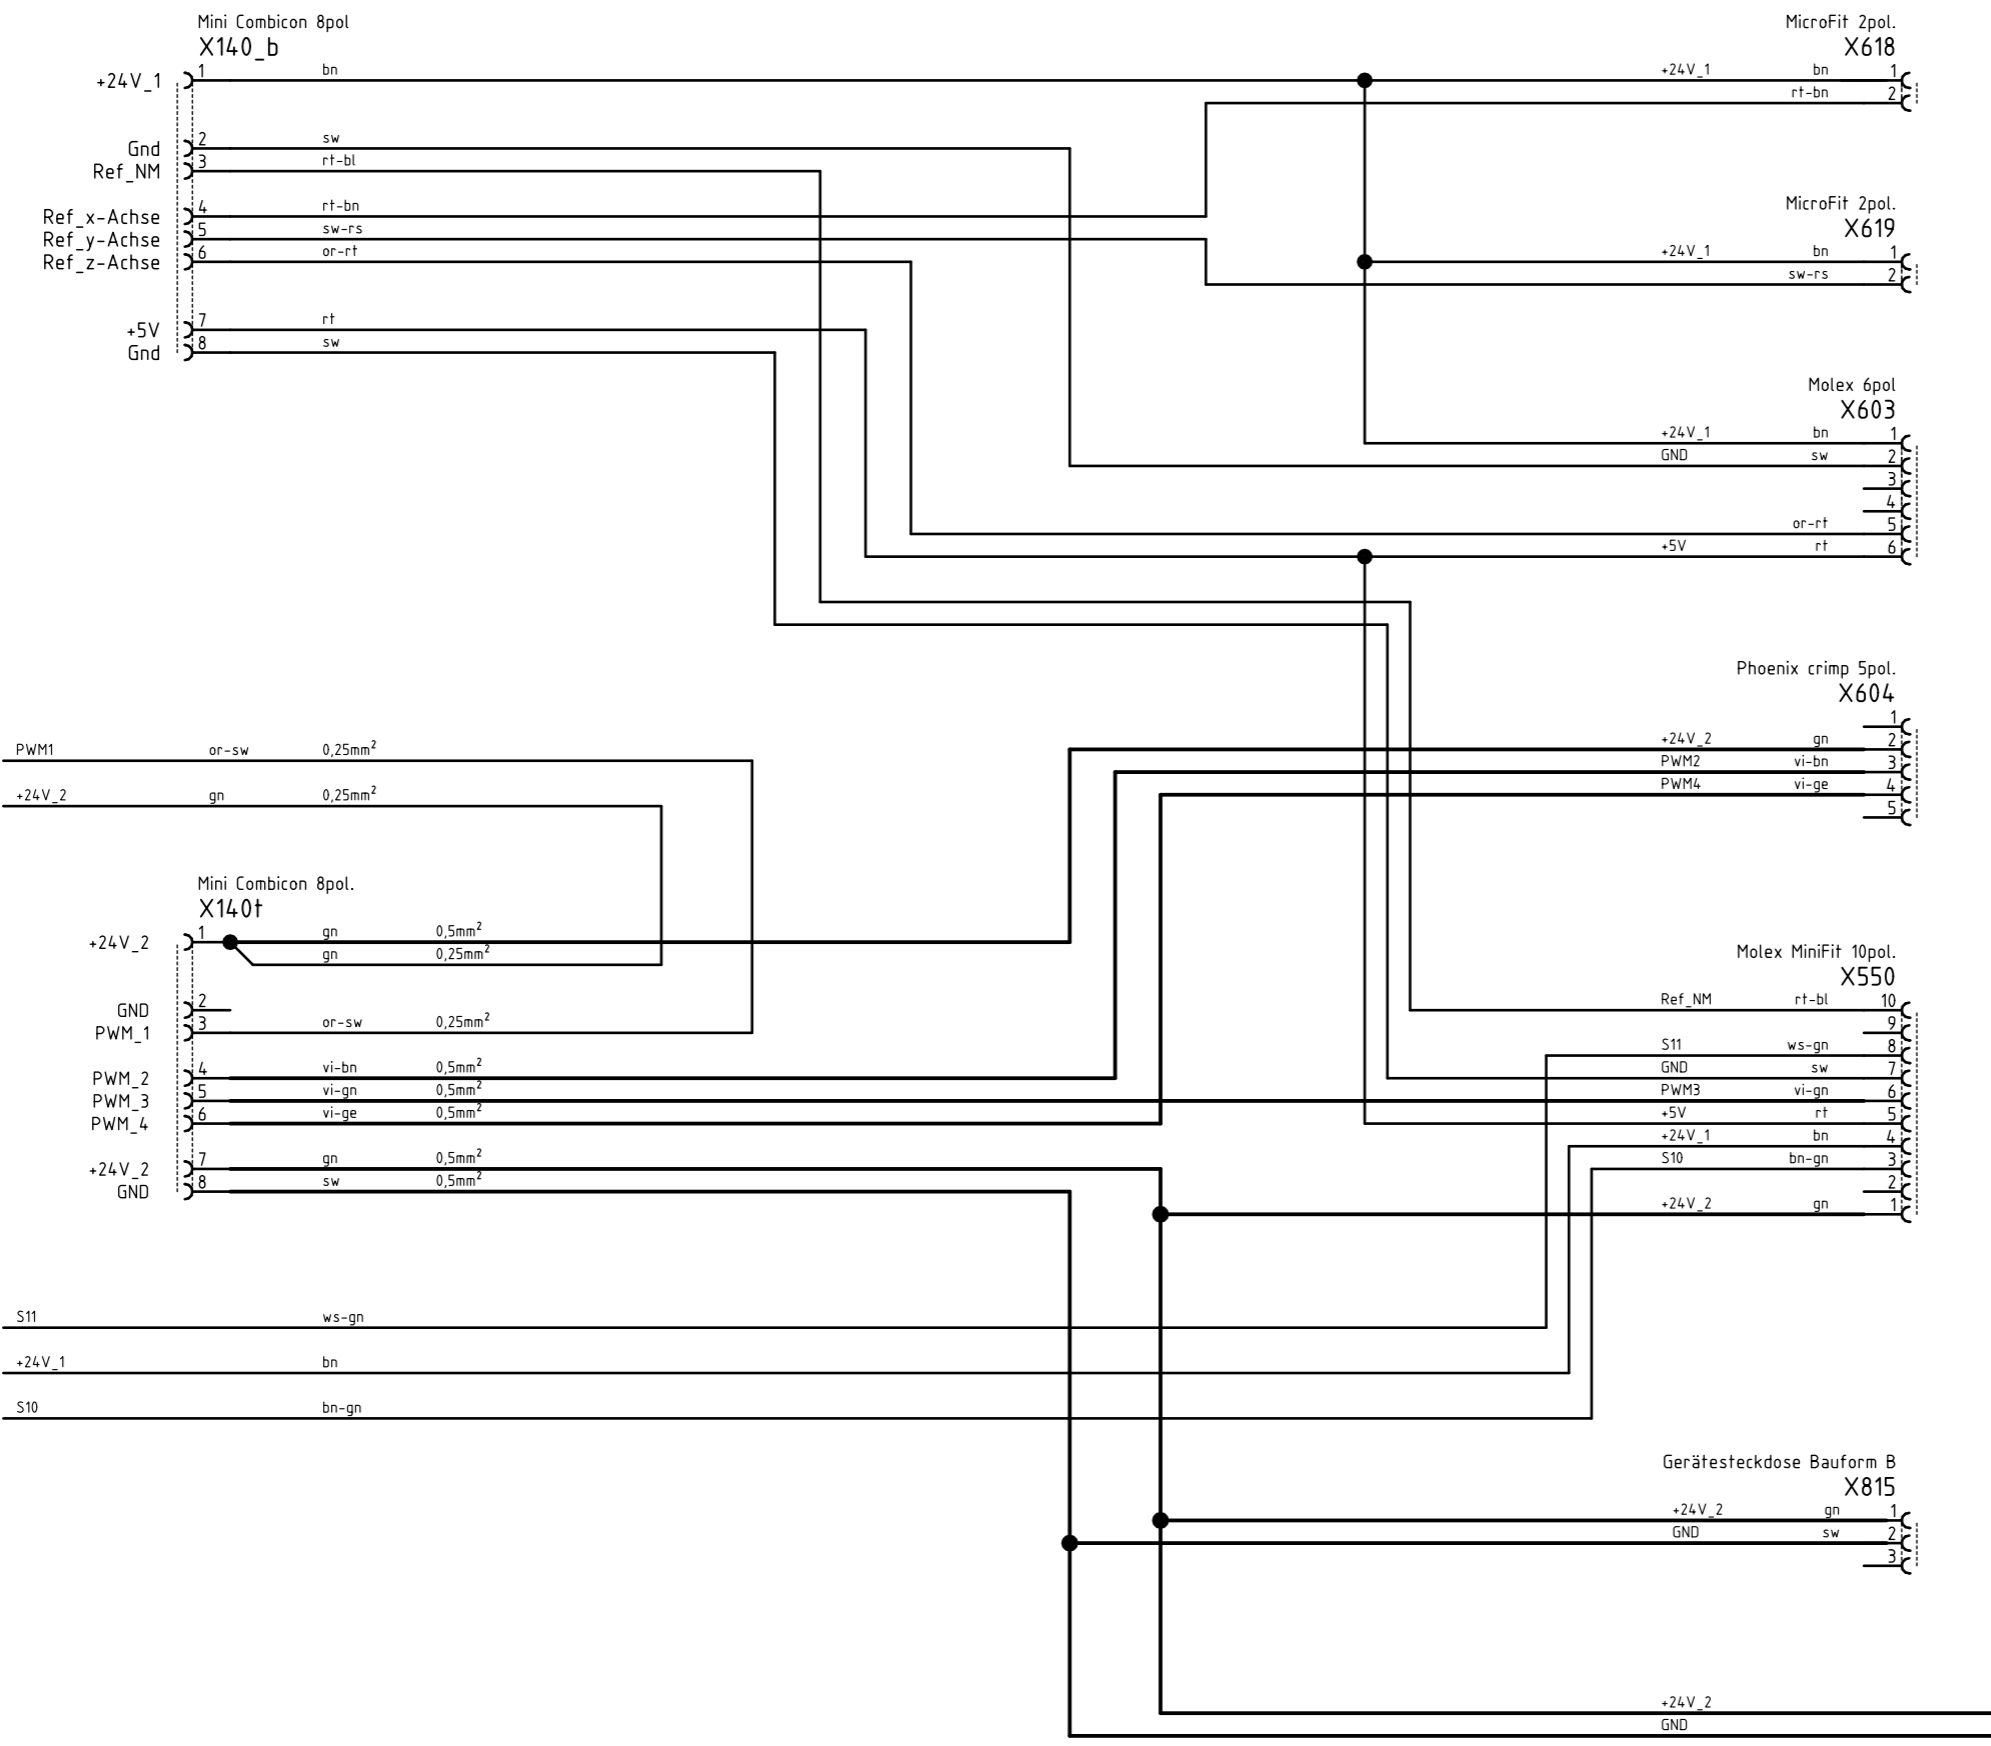 Mini Combicon 8pol
X140_b
+24V_1 1 bn
Gnd 2 sw
Ref_NM 3 rt-bl
Ref_x-Achse 4 rt-bn
Ref_y-Achse 5 sw-rs
Ref_z-Achse 6 or-rt
+5V 7 rt
Gnd 8 sw
MicroFit 2pol.
X618
+24V_1 bn 1
rt-bn 2
MicroFit 2pol.
X619
+24V_1 bn 1
sw-rs 2
Molex 6pol
X603
+24V_1 bn 1
GND sw 2
3
4
or-rt 5
+5V rt 6
Phoenix crimp 5pol.
X604
1
+24V_2 gn 2
PWM2 vi-bn 3
PWM4 vi-ge 4
5
PWM1 or-sw 0,25mm²
+24V_2 gn 0,25mm²
Mini Combicon 8pol.
X140t
+24V_2 1 gn 0,5mm²
gn 0,25mm²
GND 2
PWM_1 3 or-sw 0,25mm²
PWM_2 4 vi-bn 0,5mm²
PWM_3 5 vi-gn 0,5mm²
PWM_4 6 vi-ge 0,5mm²
+24V_2 7 gn 0,5mm²
GND 8 sw 0,5mm²
Molex MiniFit 10pol.
X550
Ref_NM rt-bl 10
9
S11 ws-gn 8
GND sw 7
PWM3 vi-gn 6
+5V rt 5
+24V_1 bn 4
S10 bn-gn 3
2
+24V_2 gn 1
S11 ws-gn
+24V_1 bn
S10 bn-gn
Gerätesteckdose Bauform B
X815
+24V_2 gn 1
GND sw 2
3
+24V_2
GND